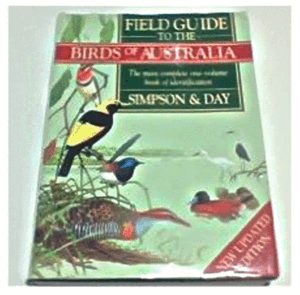 FIELD GUIDE
TO THE
BIRDS OF AUSTRALIA
The most complete one-volume
book of identification
SIMPSON & DAY
NEW UPDATED
EDITION